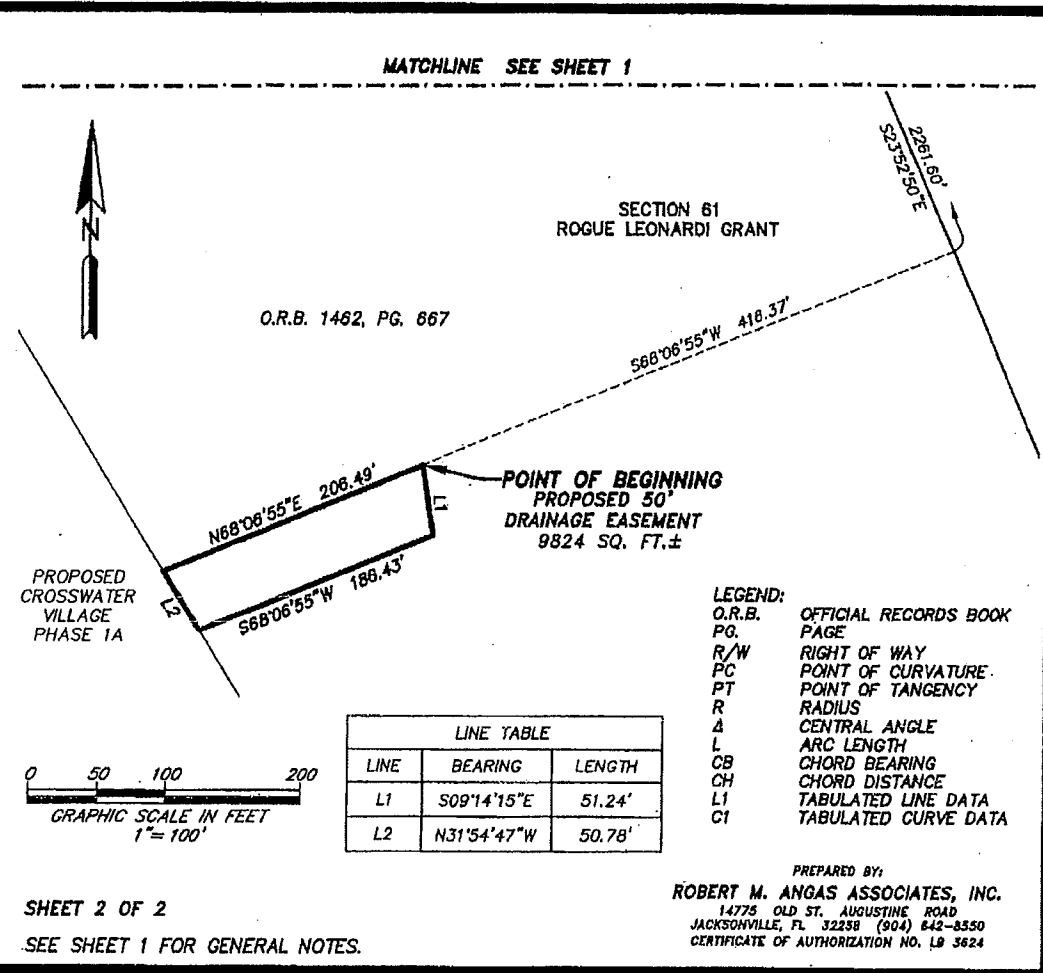 MATCHLINE SEE SHEET 1
2261.60'
S23°52'50"E
SECTION 61
ROGUE LEONARDI GRANT
N
O.R.B. 1462, PG. 667
S68°06'55"W 418.37'
N68°06'55"E 206.49'
L1
POINT OF BEGINNING
PROPOSED 50'
DRAINAGE EASEMENT
9824 SQ. FT.±
S68°06'55"W 186.43'
L2
PROPOSED
CROSSWATER
VILLAGE
PHASE 1A
LEGEND:
O.R.B. OFFICIAL RECORDS BOOK
PG. PAGE
R/W RIGHT OF WAY
PC POINT OF CURVATURE
PT POINT OF TANGENCY
R RADIUS
Δ CENTRAL ANGLE
L ARC LENGTH
CB CHORD BEARING
CH CHORD DISTANCE
L1 TABULATED LINE DATA
C1 TABULATED CURVE DATA
LINE TABLE
LINE BEARING LENGTH
L1 S09°14'15"E 51.24'
L2 N31°54'47"W 50.78'
0 50 100 200
GRAPHIC SCALE IN FEET
1"= 100'
PREPARED BY:
ROBERT M. ANGAS ASSOCIATES, INC.
14775 OLD ST. AUGUSTINE ROAD
JACKSONVILLE, FL 32258 (904) 642-8550
CERTIFICATE OF AUTHORIZATION NO. LB 3624
SHEET 2 OF 2
SEE SHEET 1 FOR GENERAL NOTES.